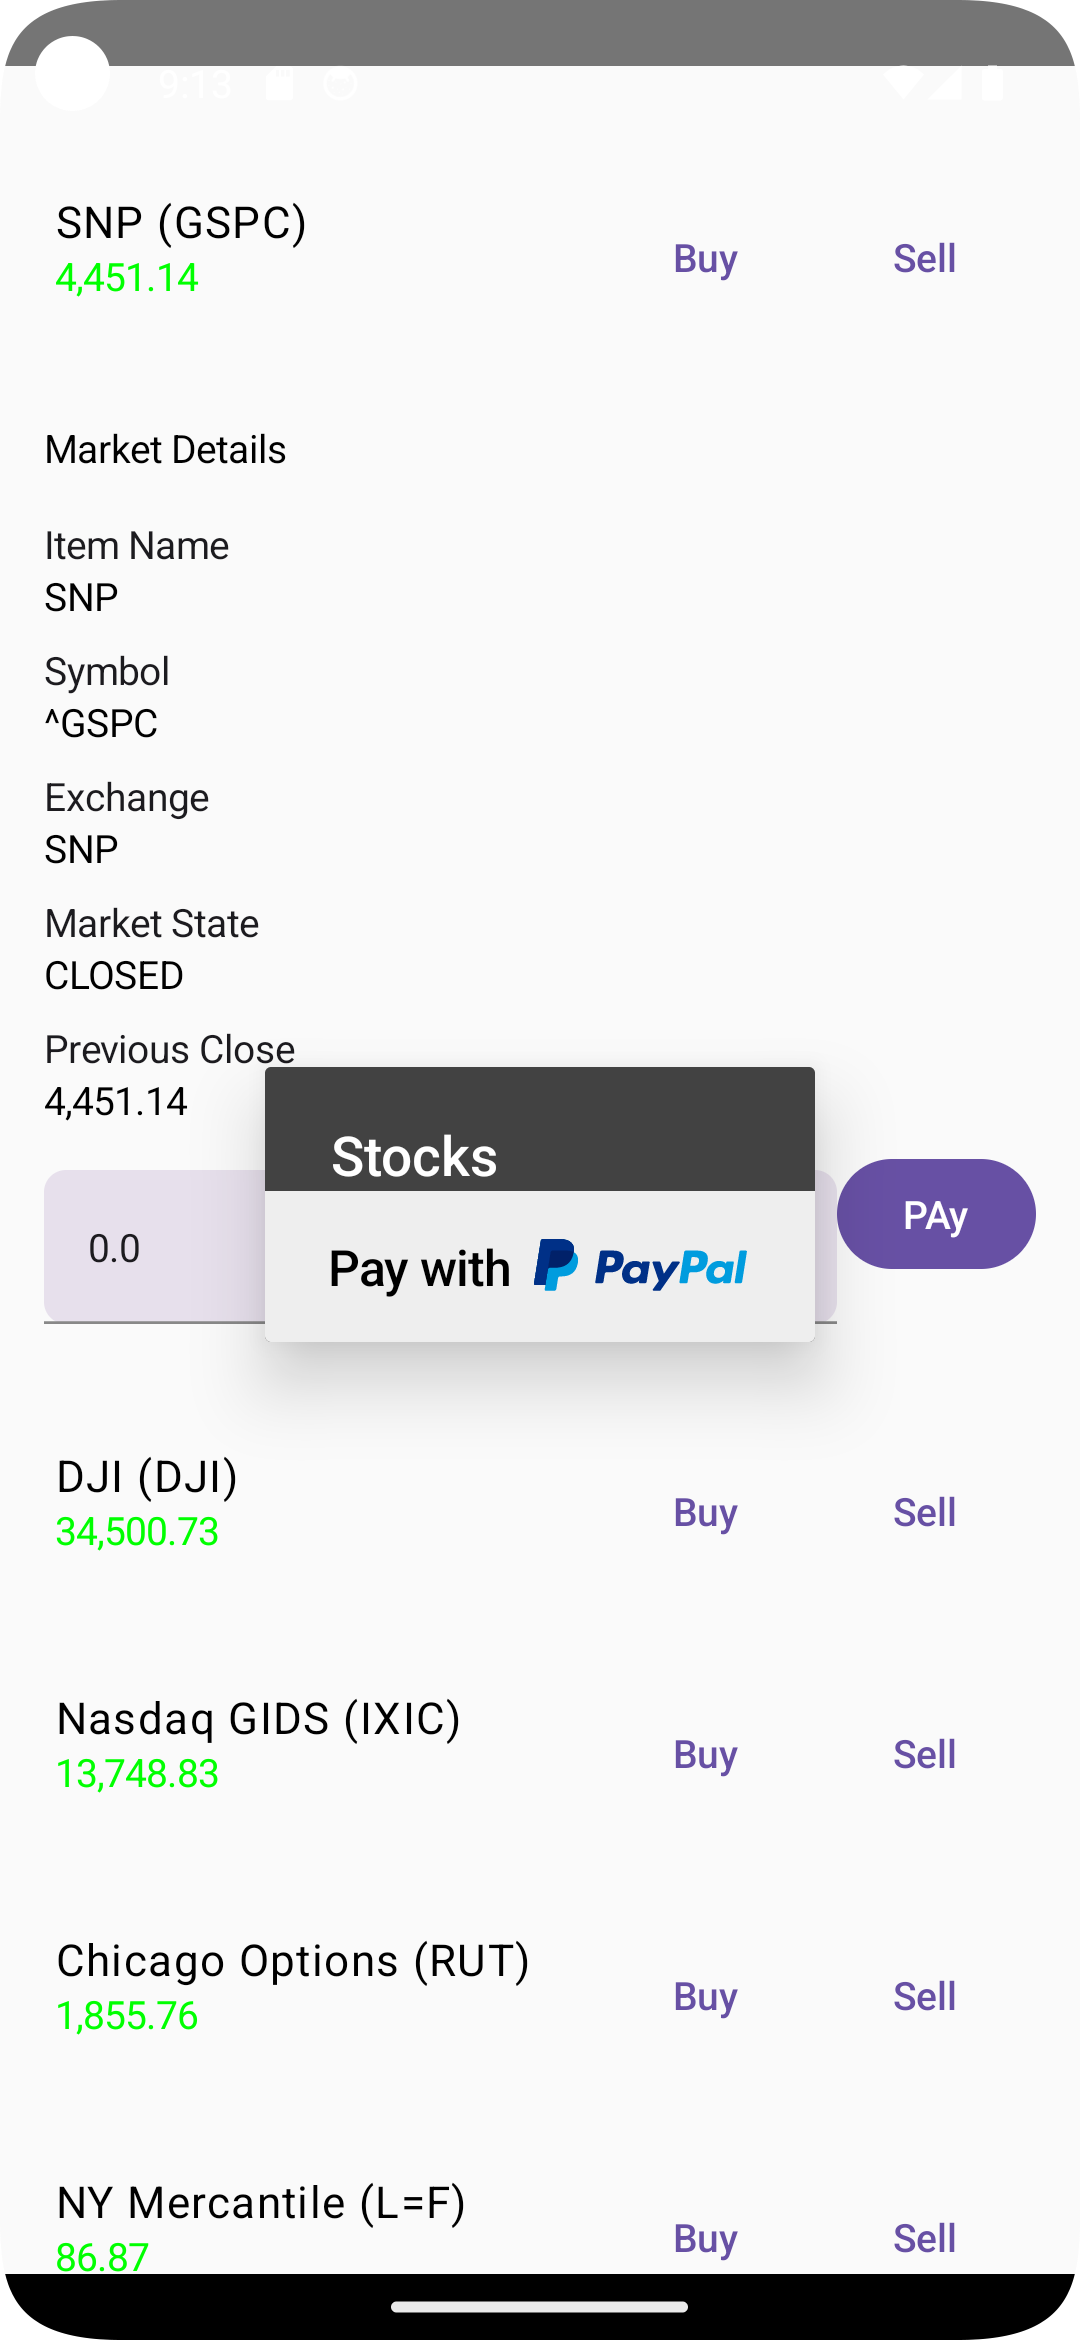 9:13
SNP (GSPC)
4,451.14
Buy
Sell
Market Details
Item Name
SNP
Symbol
^GSPC
Exchange
SNP
Market State
CLOSED
Previous Close
4,451.14
Stocks
0.0
PAy
Pay with PayPal
DJI (DJI)
34,500.73
Buy
Sell
Nasdaq GIDS (IXIC)
13,748.83
Buy
Sell
Chicago Options (RUT)
1,855.76
Buy
Sell
NY Mercantile (L=F)
86.87
Buy
Sell